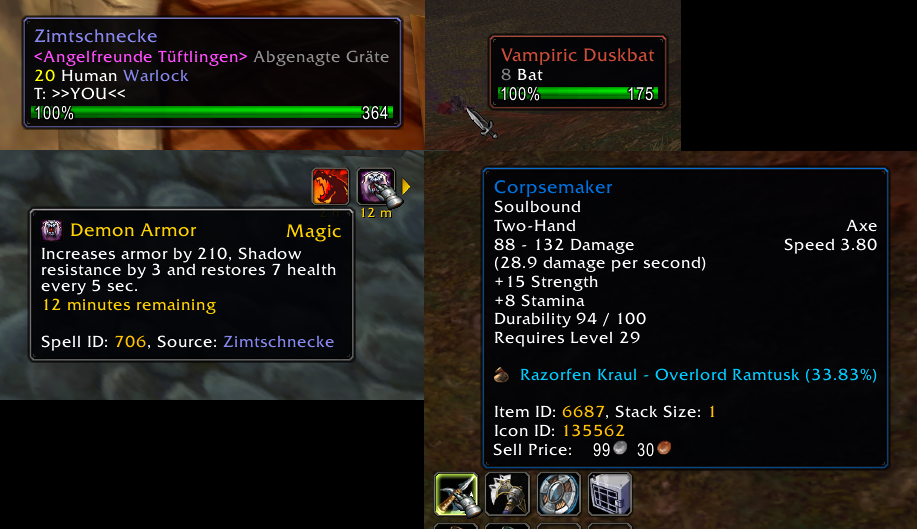 Zimtschnecke
<Angelfreunde Tüftlingen> Abgenagte Gräte
20 Human Warlock
T: >>YOU<<
100% 364
Vampiric Duskbat
8 Bat
100% 175
12 m
Demon Armor Magic
Increases armor by 210, Shadow
resistance by 3 and restores 7 health
every 5 sec.
12 minutes remaining
Spell ID: 706, Source: Zimtschnecke
Corpsemaker
Soulbound
Two-Hand Axe
88 - 132 Damage Speed 3.80
(28.9 damage per second)
+15 Strength
+8 Stamina
Durability 94 / 100
Requires Level 29
Razorfen Kraul - Overlord Ramtusk (33.83%)
Item ID: 6687, Stack Size: 1
Icon ID: 135562
Sell Price: 99 30